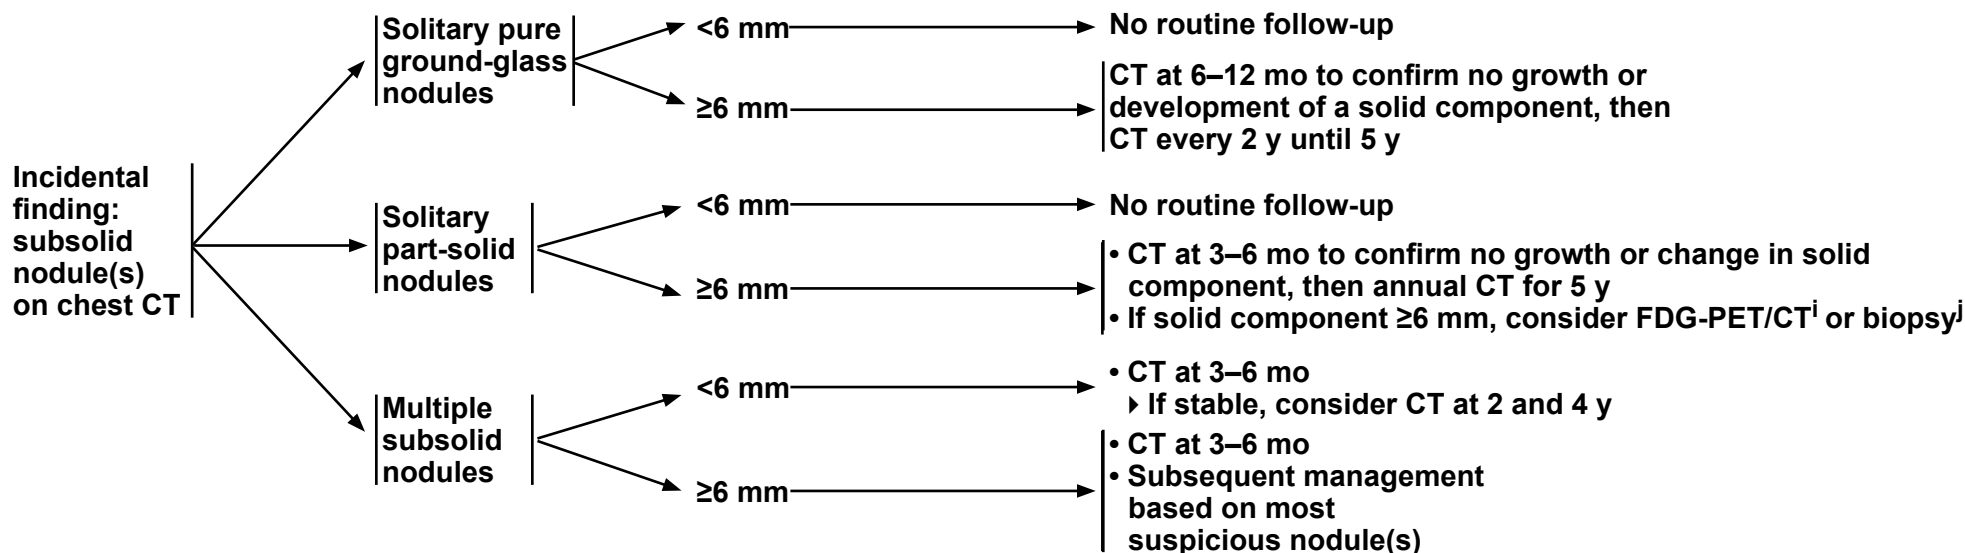 Incidental
finding:
subsolid
nodule(s)
on chest CT
Solitary pure
ground-glass
nodules
<6 mm
No routine follow-up
≥6 mm
CT at 6–12 mo to confirm no growth or
development of a solid component, then
CT every 2 y until 5 y
Solitary
part-solid
nodules
<6 mm
No routine follow-up
≥6 mm
• CT at 3–6 mo to confirm no growth or change in solid
component, then annual CT for 5 y
• If solid component ≥6 mm, consider FDG-PET/CTⁱ or biopsyʲ
Multiple
subsolid
nodules
<6 mm
• CT at 3–6 mo
▸ If stable, consider CT at 2 and 4 y
≥6 mm
• CT at 3–6 mo
• Subsequent management
based on most
suspicious nodule(s)